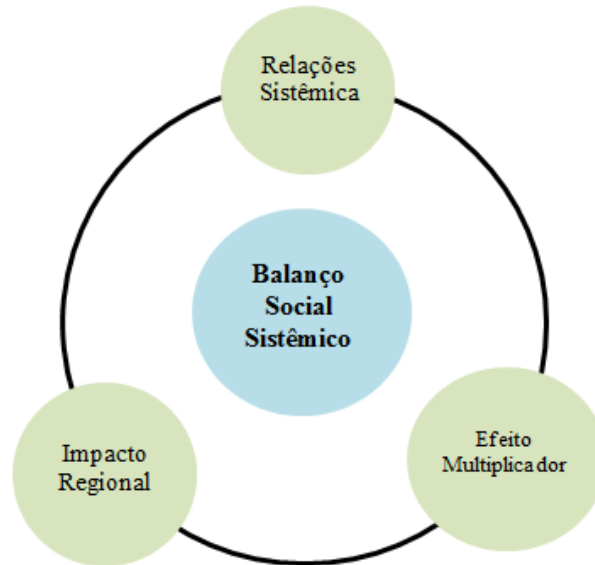 Relações
Sistêmica
Balanço
Social
Sistêmico
Impacto
Regional
Efeito
Multiplicador